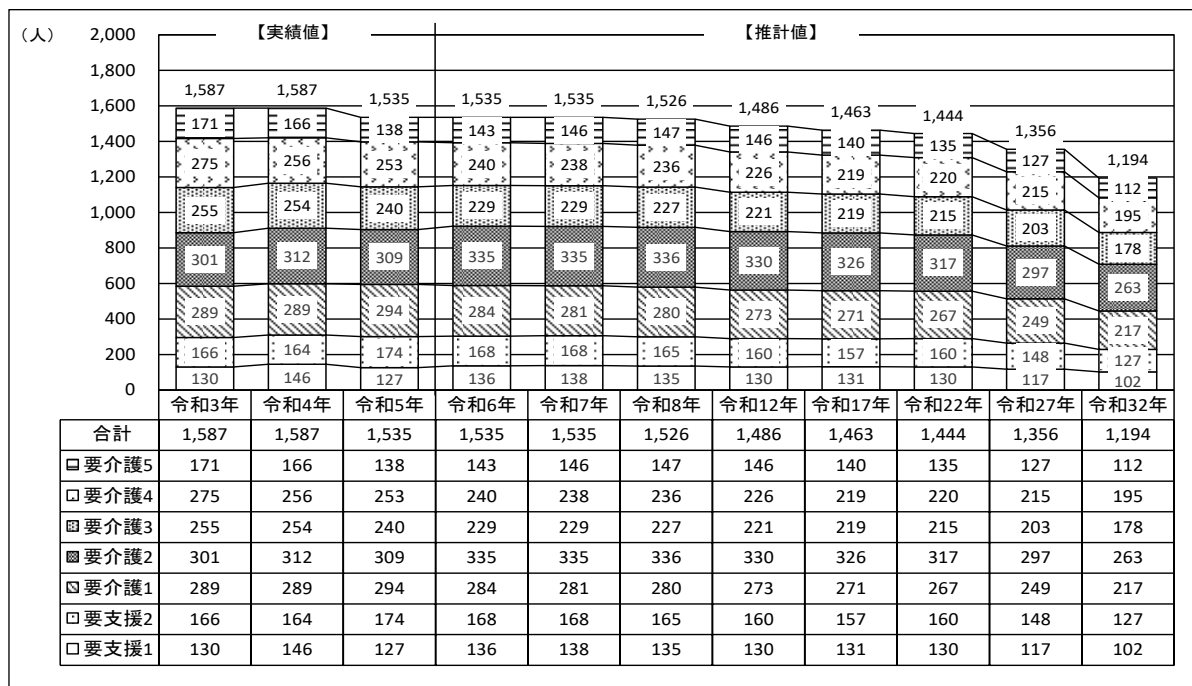 （人）
【実績値】 【推計値】
2,000
1,800
1,600
1,400
1,200
1,000
800
600
400
200
0
1,587 1,587 1,535 1,535 1,535 1,526 1,486 1,463 1,444 1,356 1,194
171 166 138 143 146 147 146 140 135 127 112
275 256 253 240 238 236 226 219 220 215 195
255 254 240 229 229 227 221 219 215 203 178
301 312 309 335 335 336 330 326 317 297 263
289 289 294 284 281 280 273 271 267 249 217
166 164 174 168 168 165 160 157 160 148 127
130 146 127 136 138 135 130 131 130 117 102
令和3年 令和4年 令和5年 令和6年 令和7年 令和8年 令和12年 令和17年 令和22年 令和27年 令和32年
合計 1,587 1,587 1,535 1,535 1,535 1,526 1,486 1,463 1,444 1,356 1,194
要介護5 171 166 138 143 146 147 146 140 135 127 112
要介護4 275 256 253 240 238 236 226 219 220 215 195
要介護3 255 254 240 229 229 227 221 219 215 203 178
要介護2 301 312 309 335 335 336 330 326 317 297 263
要介護1 289 289 294 284 281 280 273 271 267 249 217
要支援2 166 164 174 168 168 165 160 157 160 148 127
要支援1 130 146 127 136 138 135 130 131 130 117 102